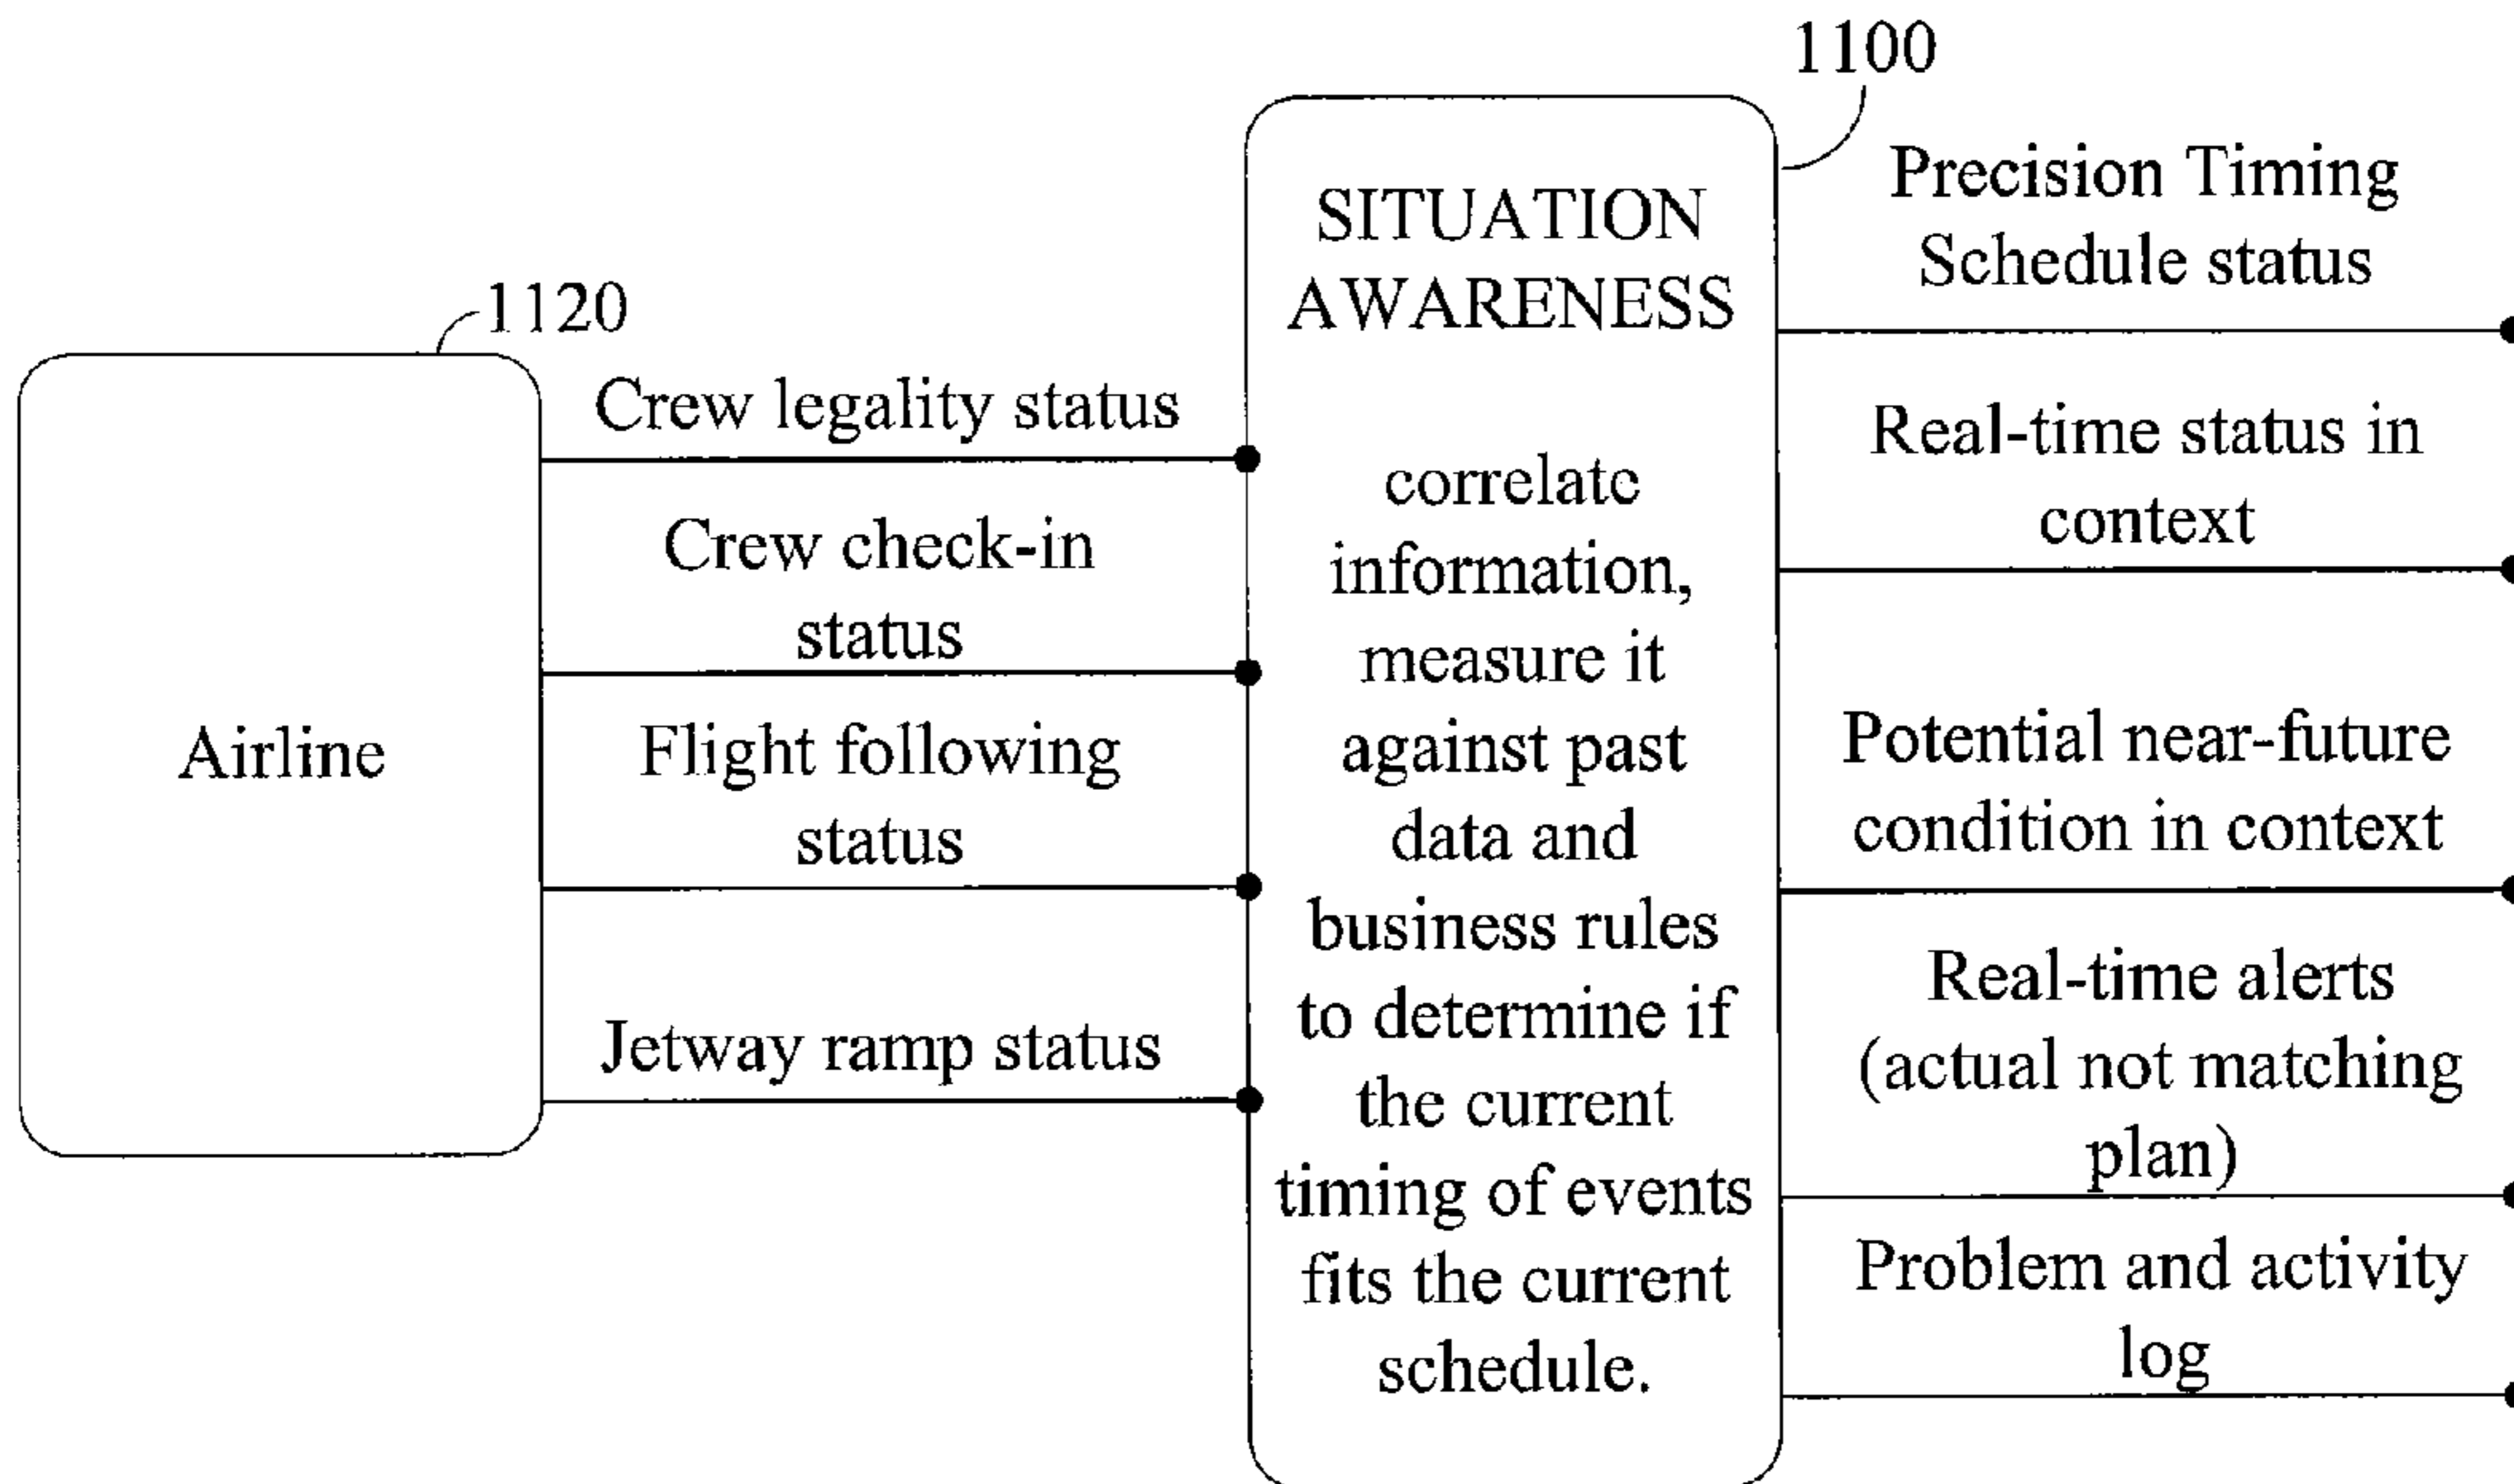 1100
1120
Airline
Crew legality status
Crew check-in
status
Flight following
status
Jetway ramp status
SITUATION
AWARENESS
correlate
information,
measure it
against past
data and
business rules
to determine if
the current
timing of events
fits the current
schedule.
Precision Timing
Schedule status
Real-time status in
context
Potential near-future
condition in context
Real-time alerts
(actual not matching
plan)
Problem and activity
log